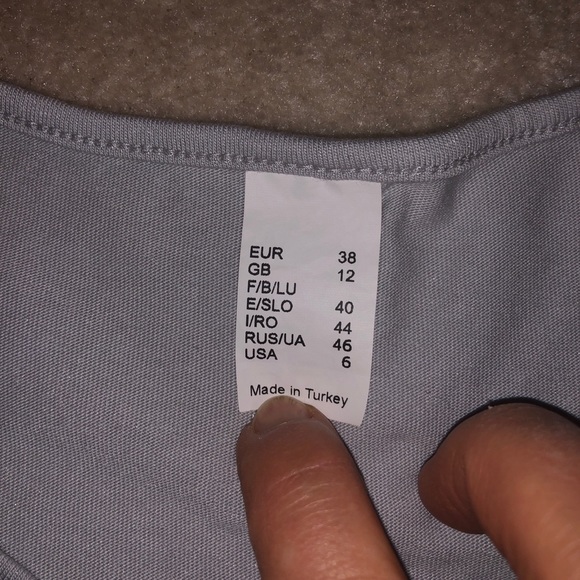 EUR 38
GB 12
F/B/LU
E/SLO 40
I/RO 44
RUS/UA 46
USA 6
Made in Turkey